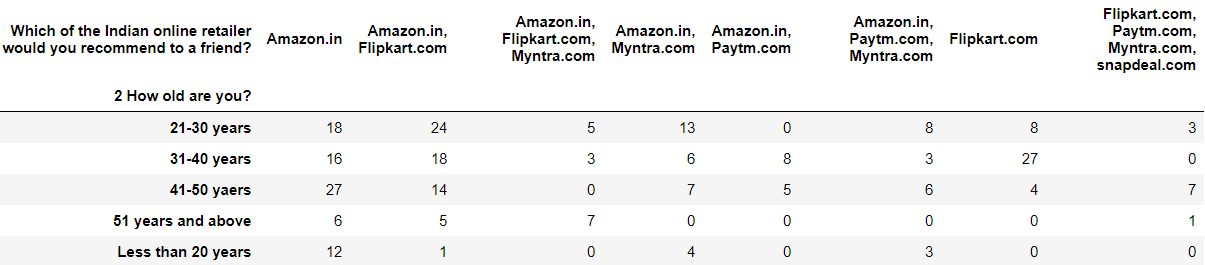 Which of the Indian online retailer would you recommend to a friend? Amazon.in Amazon.in, Flipkart.com Amazon.in, Flipkart.com, Myntra.com Amazon.in, Myntra.com Amazon.in, Paytm.com Amazon.in, Paytm.com, Myntra.com Flipkart.com Flipkart.com, Paytm.com, Myntra.com, snapdeal.com
2 How old are you?
21-30 years 18 24 5 13 0 8 8 3
31-40 years 16 18 3 6 8 3 27 0
41-50 yaers 27 14 0 7 5 6 4 7
51 years and above 6 5 7 0 0 0 0 1
Less than 20 years 12 1 0 4 0 3 0 0